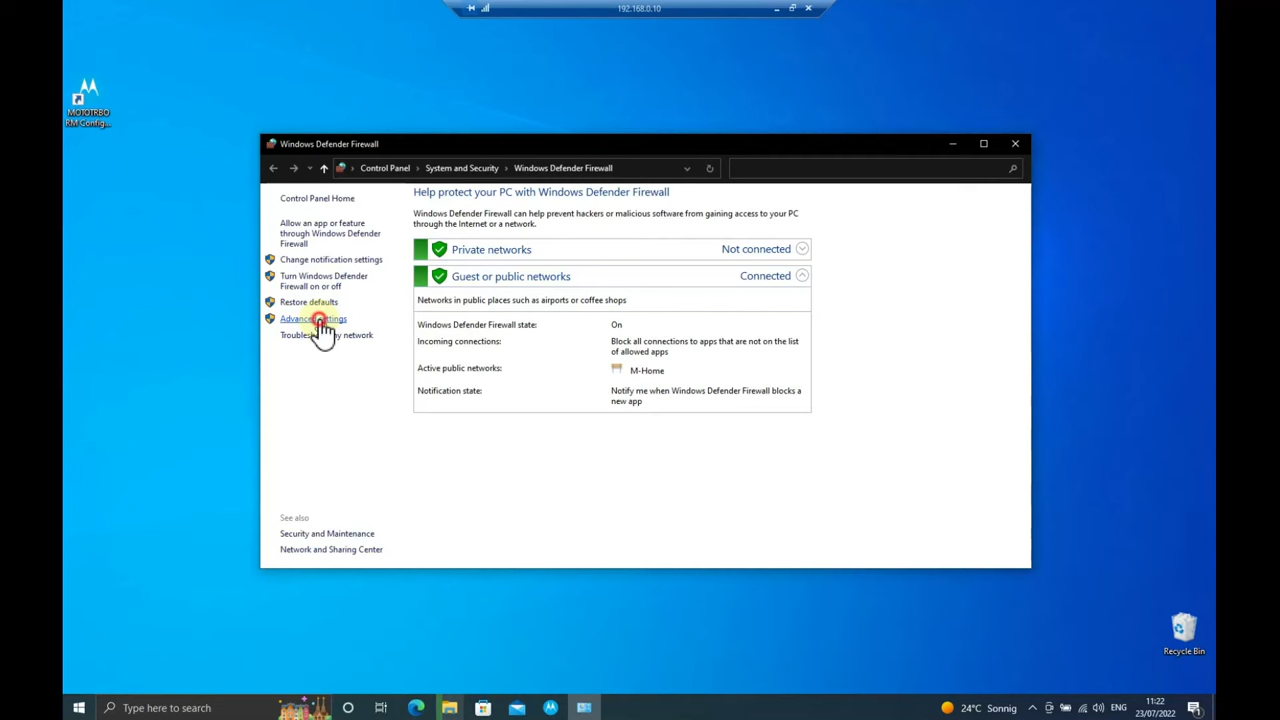 192.168.0.10
MOTOTRBO
RM Config...
Windows Defender Firewall
Control Panel > System and Security > Windows Defender Firewall
Control Panel Home
Allow an app or feature
through Windows Defender
Firewall
Change notification settings
Turn Windows Defender
Firewall on or off
Restore defaults
See also
Security and Maintenance
Network and Sharing Center
Help protect your PC with Windows Defender Firewall
Windows Defender Firewall can help prevent hackers or malicious software from gaining access to your PC
through the Internet or a network.
Private networks Not connected
Guest or public networks Connected
Networks in public places such as airports or coffee shops
Windows Defender Firewall state: On
Incoming connections: Block all connections to apps that are not on the list
of allowed apps
Active public networks: M-Home
Notification state: Notify me when Windows Defender Firewall blocks a
new app
Recycle Bin
Type here to search
24°C Sonnig
ENG
11:22
23/07/2022
1